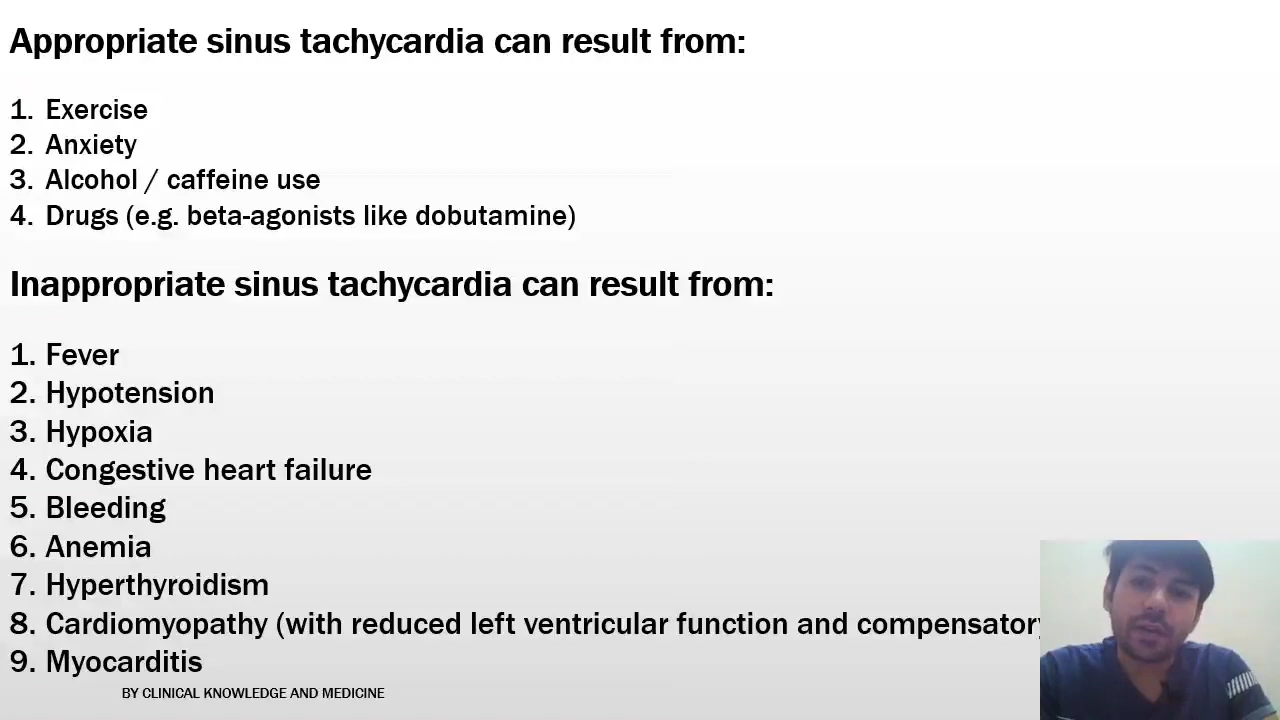 Appropriate sinus tachycardia can result from:
1. Exercise
2. Anxiety
3. Alcohol / caffeine use
4. Drugs (e.g. beta-agonists like dobutamine)
Inappropriate sinus tachycardia can result from:
1. Fever
2. Hypotension
3. Hypoxia
4. Congestive heart failure
5. Bleeding
6. Anemia
7. Hyperthyroidism
8. Cardiomyopathy (with reduced left ventricular function and compensatory
9. Myocarditis
BY CLINICAL KNOWLEDGE AND MEDICINE